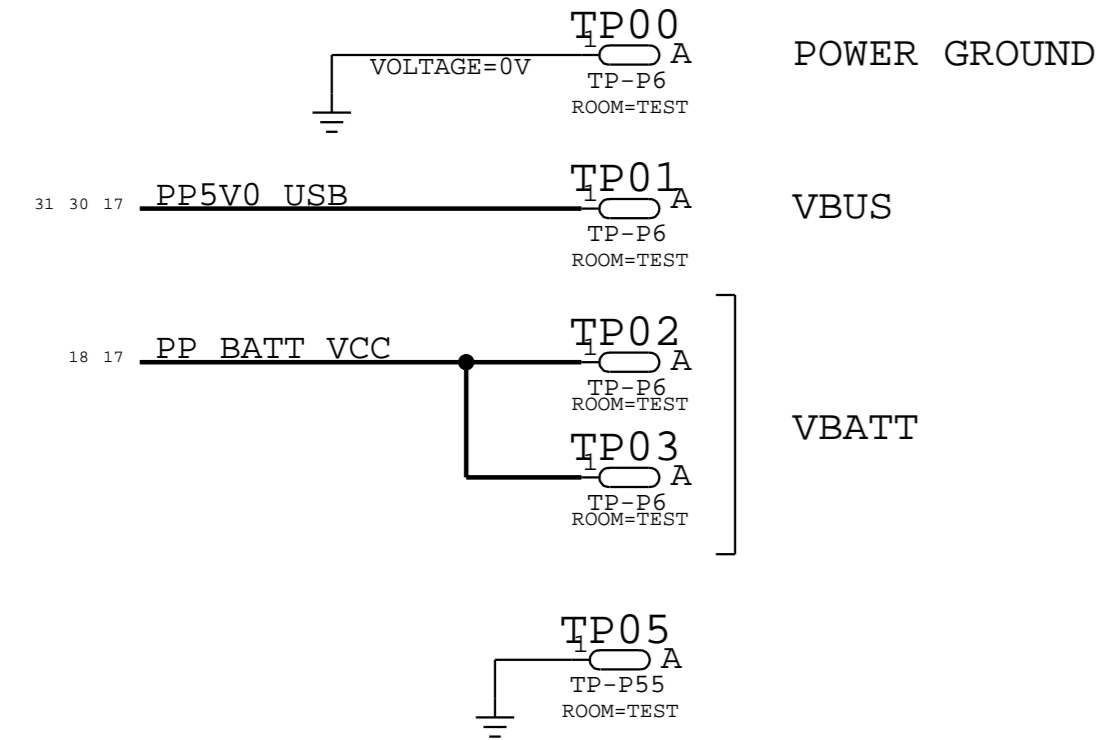 TP00
1 A POWER GROUND
VOLTAGE=0V
TP-P6
ROOM=TEST
TP01
31 30 17 PP5V0 USB 1 A VBUS
TP-P6
ROOM=TEST
TP02
18 17 PP BATT VCC 1 A
TP-P6
ROOM=TEST
VBATT
TP03
1 A
TP-P6
ROOM=TEST
TP05
1 A
TP-P55
ROOM=TEST